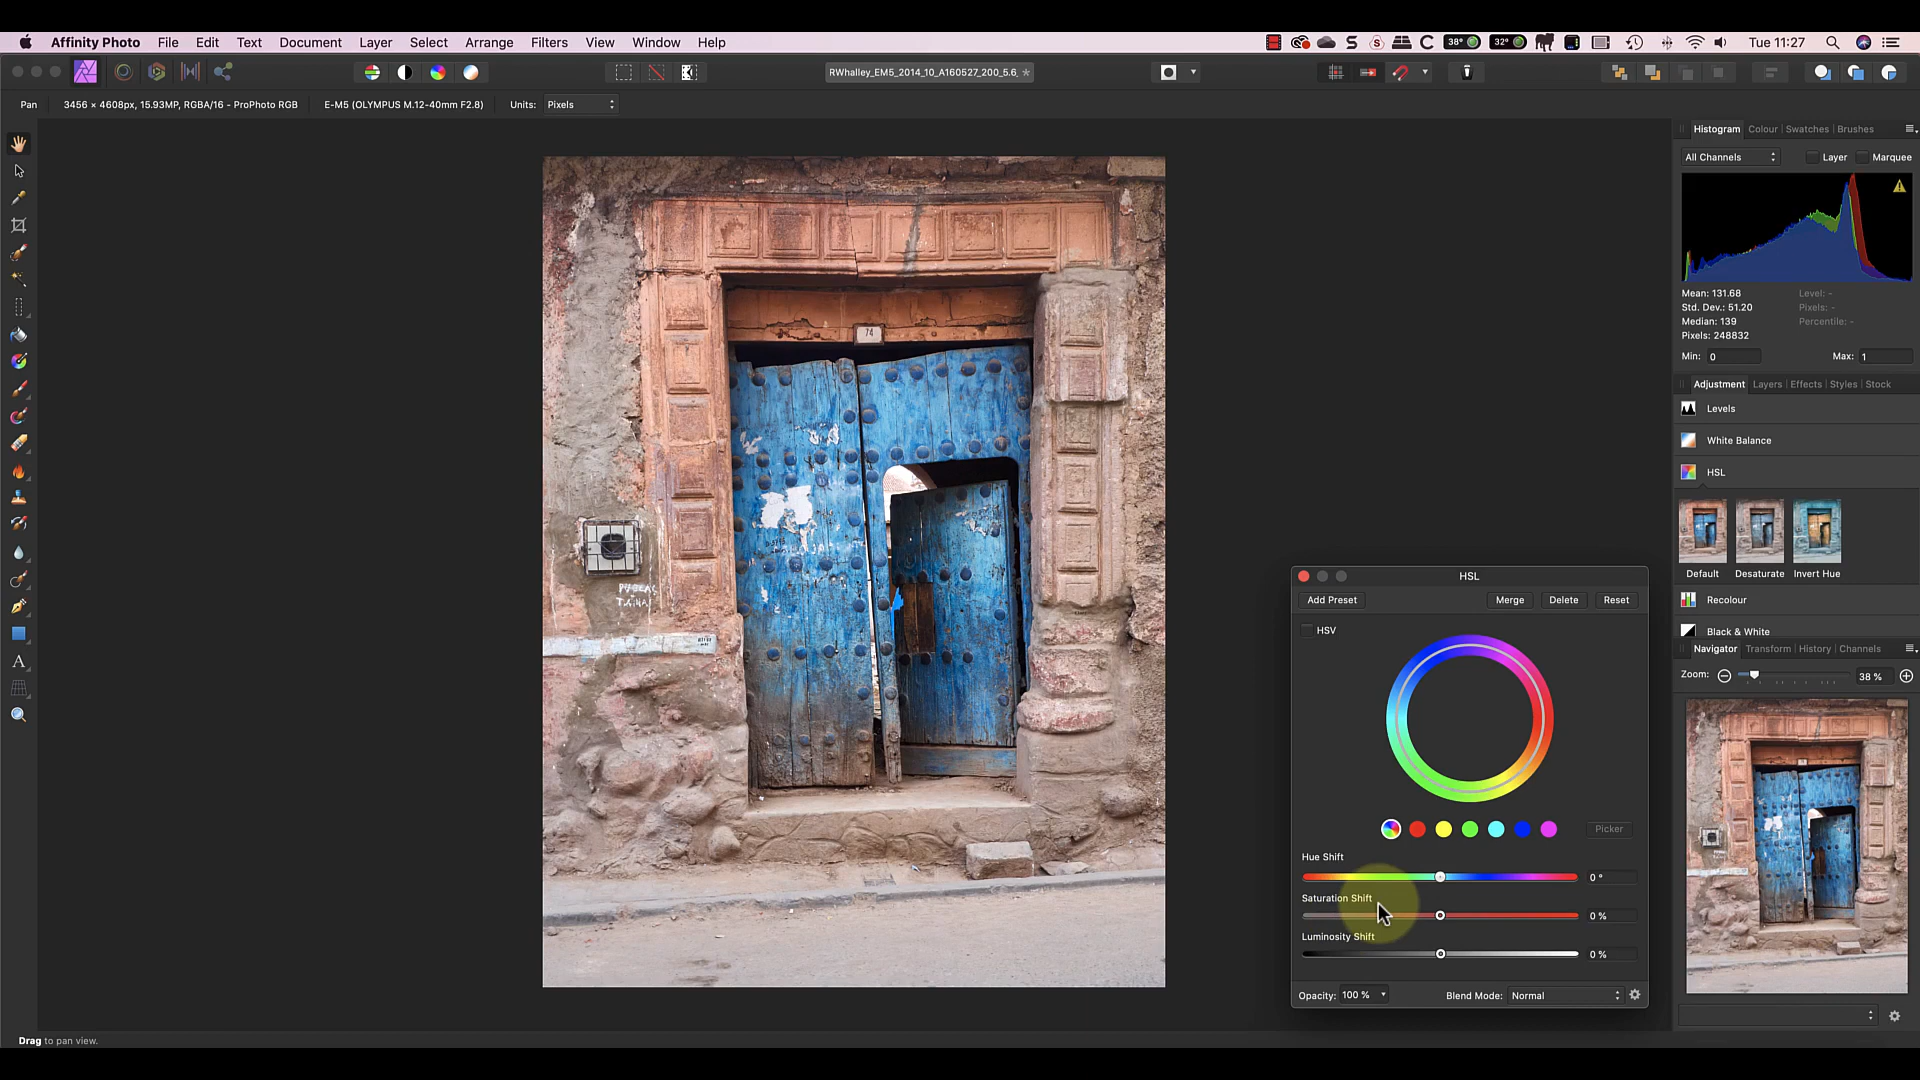 Affinity Photo File Edit Text Document Layer Select Arrange Filters View Window Help 38° 32° Tue 11:27
RWhalley_EM5_2014_10_A160527_200_5.6_ *
Pan 3456 × 4608px, 15.93MP, RGBA/16 - ProPhoto RGB E-M5 (OLYMPUS M.12-40mm F2.8) Units: Pixels
Histogram Colour Swatches Brushes
All Channels Layer Marquee
Mean: 131.68 Level: -
Std. Dev.: 51.20 Pixels: -
Median: 139 Percentile: -
Pixels: 248832
Min: 0 Max: 1
Adjustment Layers Effects Styles Stock
Levels
White Balance
HSL
Default Desaturate Invert Hue
Recolour
Black & White
Navigator Transform History Channels
Zoom: 38 %
74
HSL
Add Preset Merge Delete Reset
HSV
Picker
Hue Shift
0 °
Saturation Shift
0 %
Luminosity Shift
0 %
Opacity: 100 % Blend Mode: Normal
A
Drag to pan view.